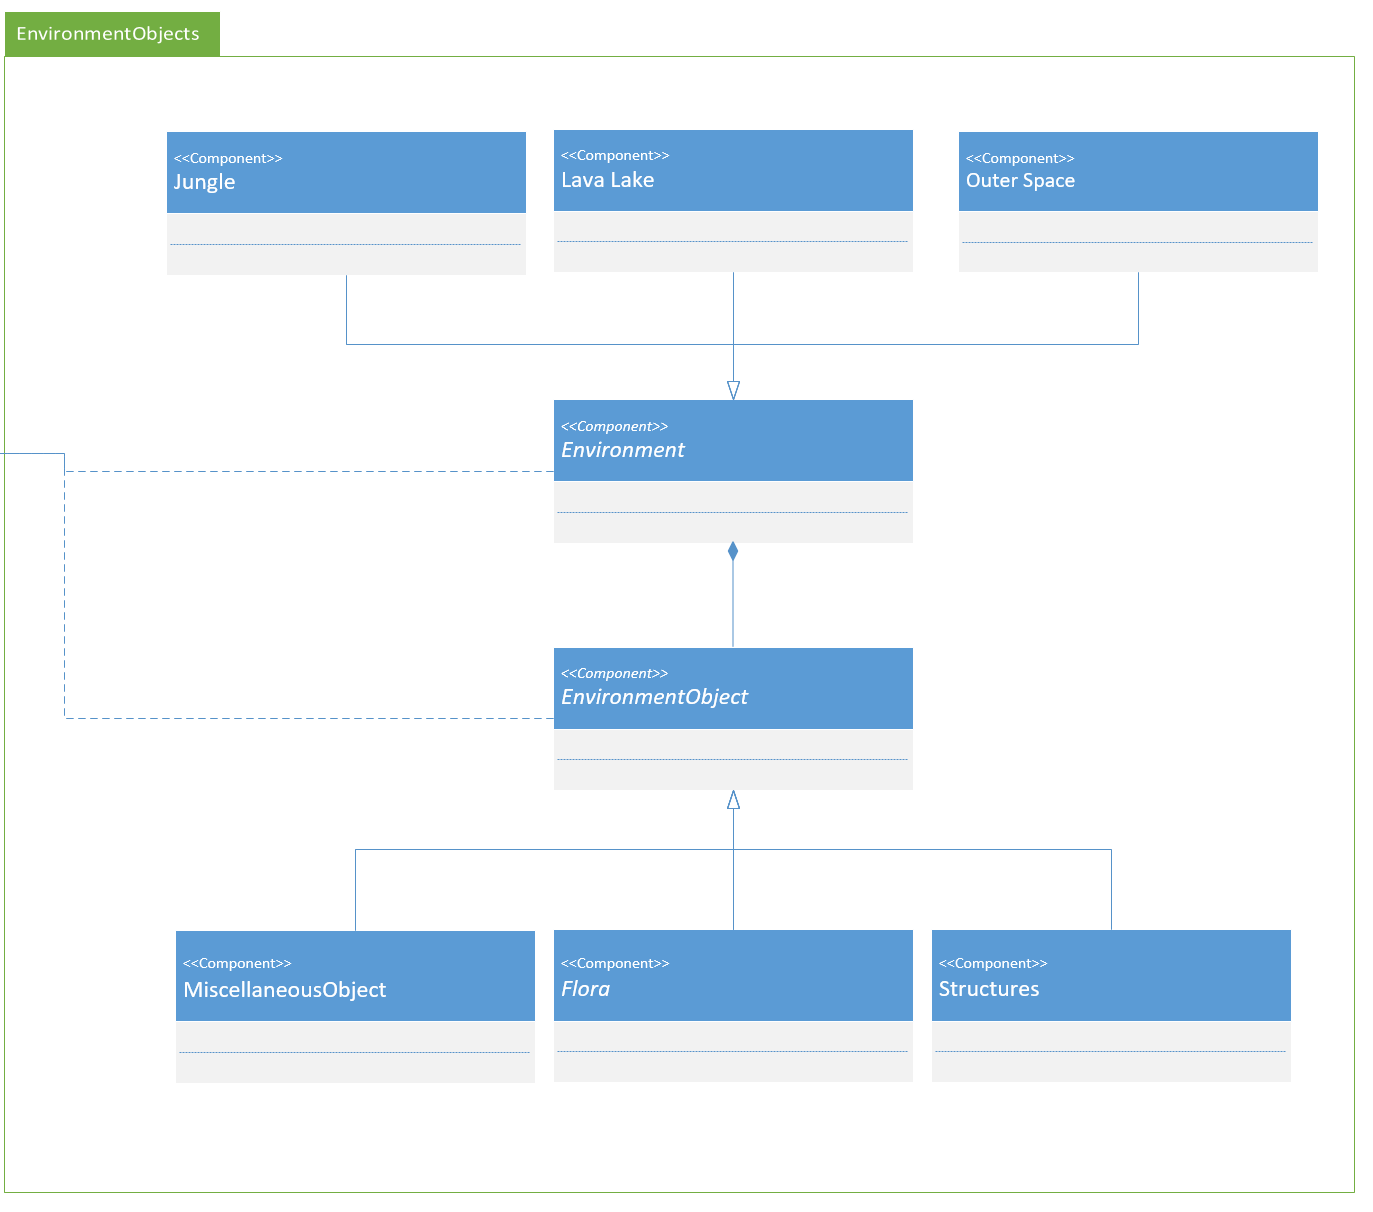 EnvironmentObjects
<<Component>>
Jungle
<<Component>>
Lava Lake
<<Component>>
Outer Space
<<Component>>
Environment
<<Component>>
EnvironmentObject
<<Component>>
MiscellaneousObject
<<Component>>
Flora
<<Component>>
Structures